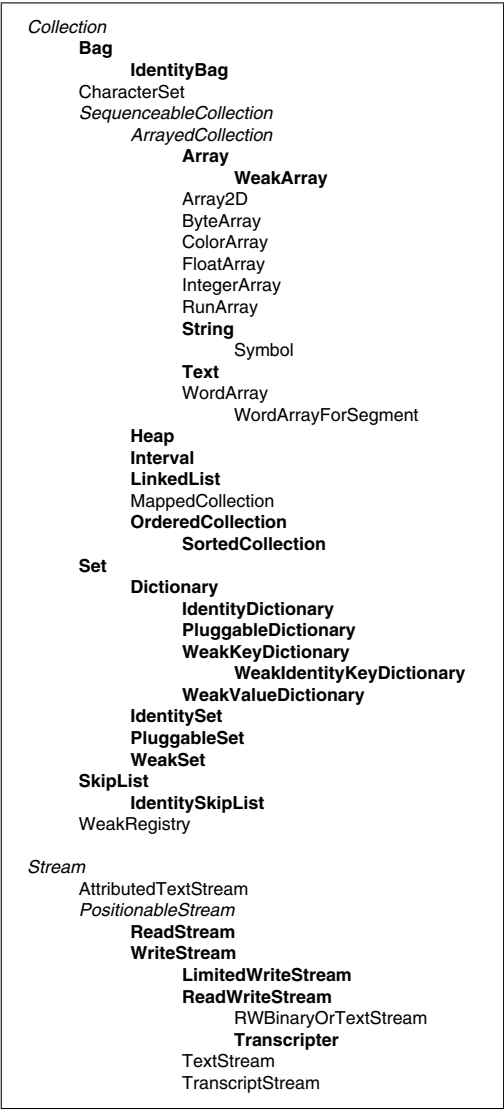 Collection
Bag
IdentityBag
CharacterSet
SequenceableCollection
ArrayedCollection
Array
WeakArray
Array2D
ByteArray
ColorArray
FloatArray
IntegerArray
RunArray
String
Symbol
Text
WordArray
WordArrayForSegment
Heap
Interval
LinkedList
MappedCollection
OrderedCollection
SortedCollection
Set
Dictionary
IdentityDictionary
PluggableDictionary
WeakKeyDictionary
WeakIdentityKeyDictionary
WeakValueDictionary
IdentitySet
PluggableSet
WeakSet
SkipList
IdentitySkipList
WeakRegistry
Stream
AttributedTextStream
PositionableStream
ReadStream
WriteStream
LimitedWriteStream
ReadWriteStream
RWBinaryOrTextStream
Transcripter
TextStream
TranscriptStream